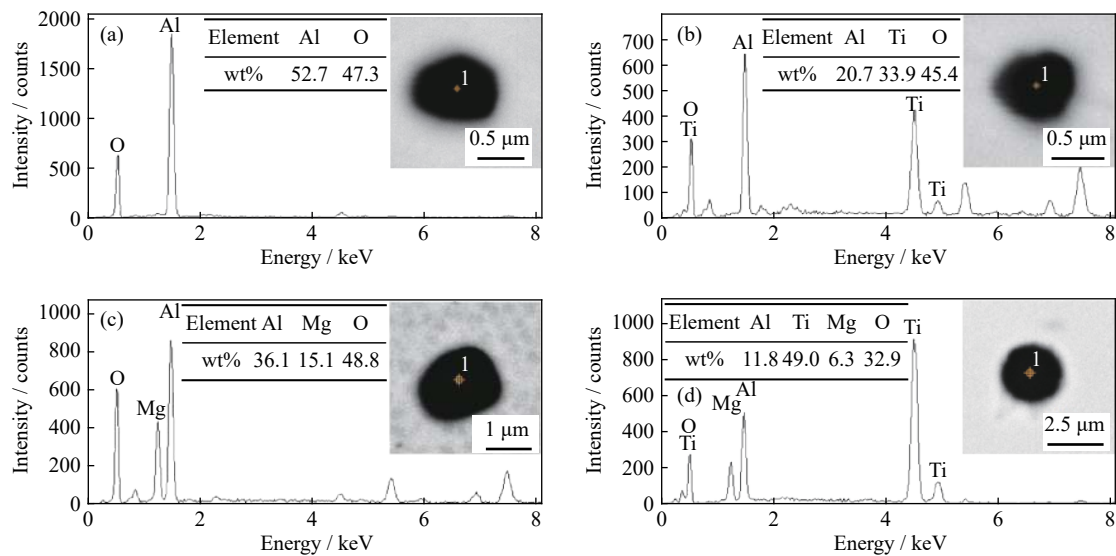 (a)
Element Al O
wt% 52.7 47.3
Al
O
1
0.5 μm
2000
1500
1000
500
0
0 2 4 6 8
Intensity / counts
Energy / keV
(b)
Element Al Ti O
wt% 20.7 33.9 45.4
Al
O
Ti
Ti
Ti
1
0.5 μm
700
600
500
400
300
200
100
0
0 2 4 6 8
Intensity / counts
Energy / keV
(c)
Element Al Mg O
wt% 36.1 15.1 48.8
Al
O
Mg
1
1 μm
1000
800
600
400
200
0
0 2 4 6 8
Intensity / counts
Energy / keV
Element Al Ti Mg O
wt% 11.8 49.0 6.3 32.9
(d)
Ti
Al
Mg
O
Ti
Ti
1
2.5 μm
1000
800
600
400
200
0
0 2 4 6 8
Intensity / counts
Energy / keV